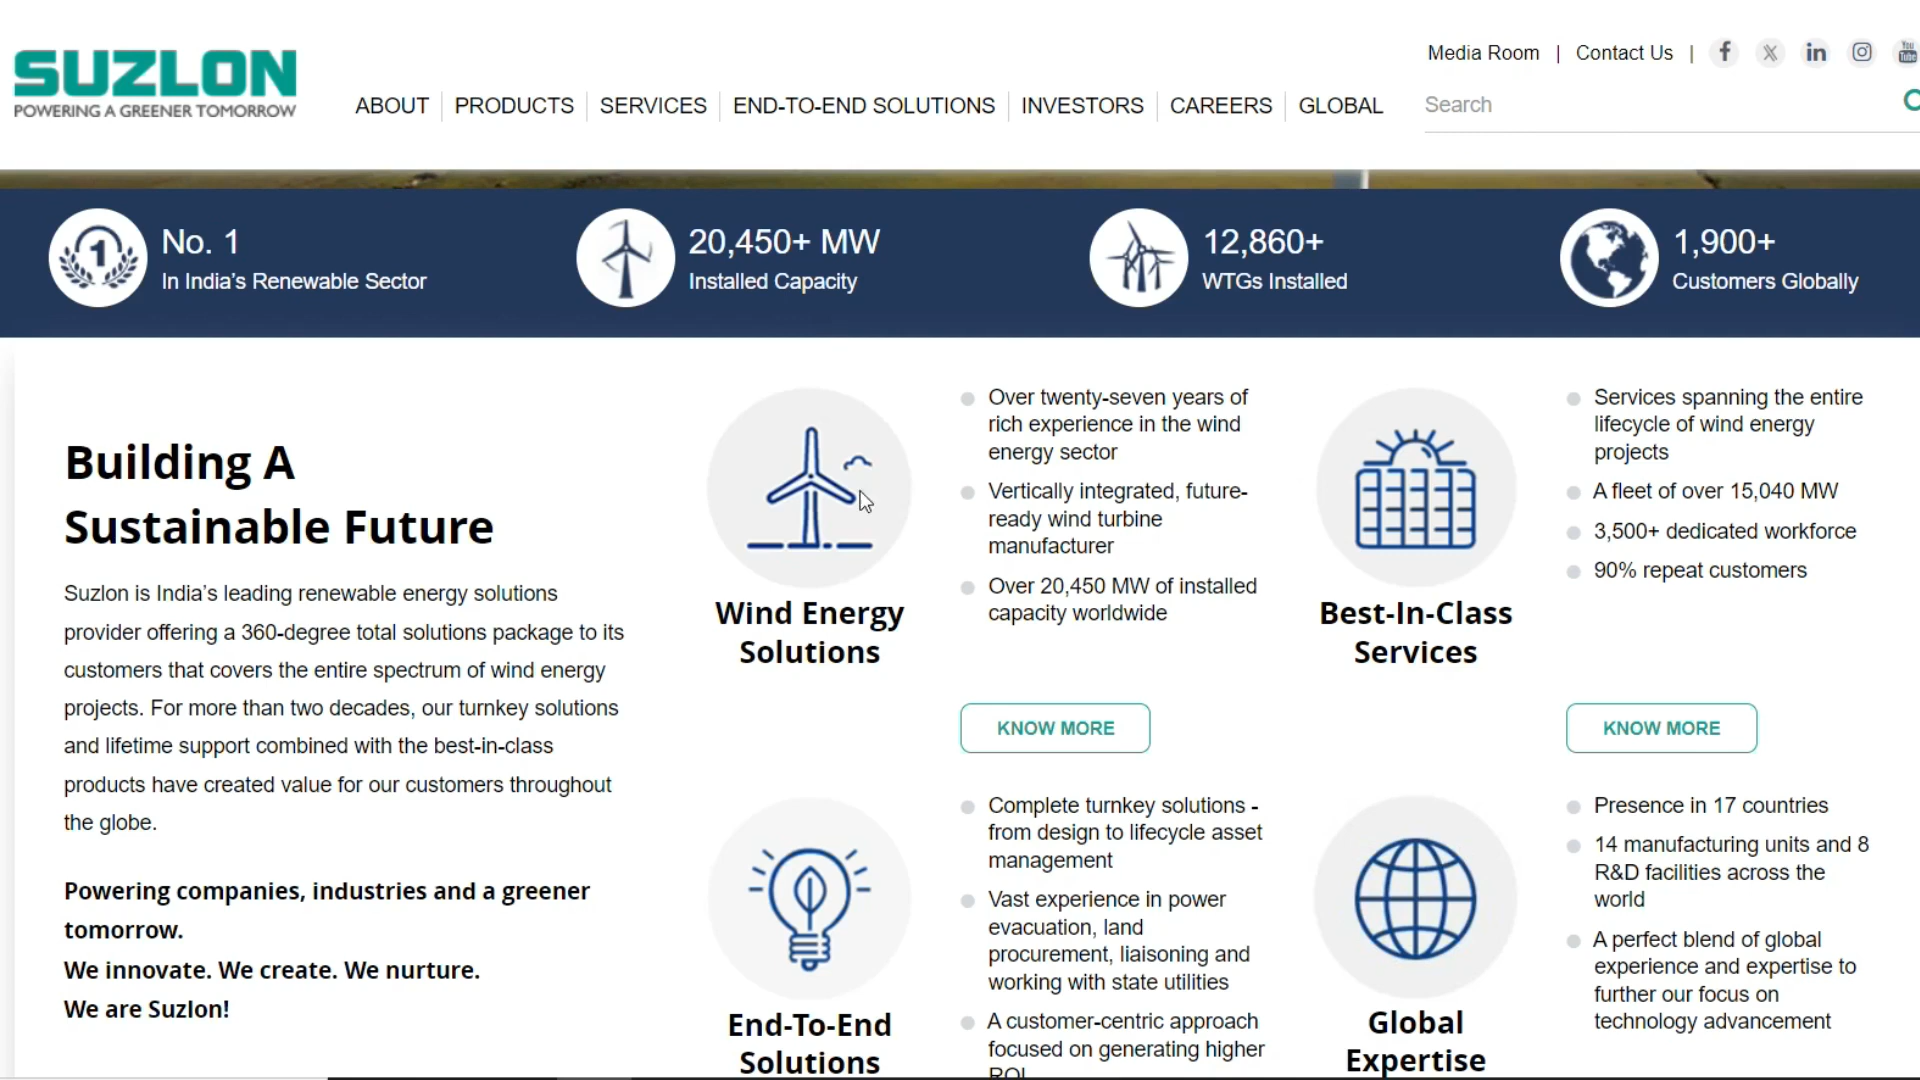 SUZLON
POWERING A GREENER TOMORROW
Media Room | Contact Us |
You
Tube
ABOUT
PRODUCTS
SERVICES
END-TO-END SOLUTIONS
INVESTORS
CAREERS
GLOBAL
Search
1
No. 1
In India's Renewable Sector
20,450+ MW
Installed Capacity
12,860+
WTGs Installed
1,900+
Customers Globally
Building A
Sustainable Future
Suzlon is India's leading renewable energy solutions
provider offering a 360-degree total solutions package to its
customers that covers the entire spectrum of wind energy
projects. For more than two decades, our turnkey solutions
and lifetime support combined with the best-in-class
products have created value for our customers throughout
the globe.
Powering companies, industries and a greener
tomorrow.
We innovate. We create. We nurture.
We are Suzlon!
Wind Energy
Solutions
Over twenty-seven years of
rich experience in the wind
energy sector
Vertically integrated, future-
ready wind turbine
manufacturer
Over 20,450 MW of installed
capacity worldwide
KNOW MORE
Best-In-Class
Services
Services spanning the entire
lifecycle of wind energy
projects
A fleet of over 15,040 MW
3,500+ dedicated workforce
90% repeat customers
KNOW MORE
End-To-End
Solutions
Complete turnkey solutions -
from design to lifecycle asset
management
Vast experience in power
evacuation, land
procurement, liaisoning and
working with state utilities
A customer-centric approach
focused on generating higher
ROI
Global
Expertise
Presence in 17 countries
14 manufacturing units and 8
R&D facilities across the
world
A perfect blend of global
experience and expertise to
further our focus on
technology advancement